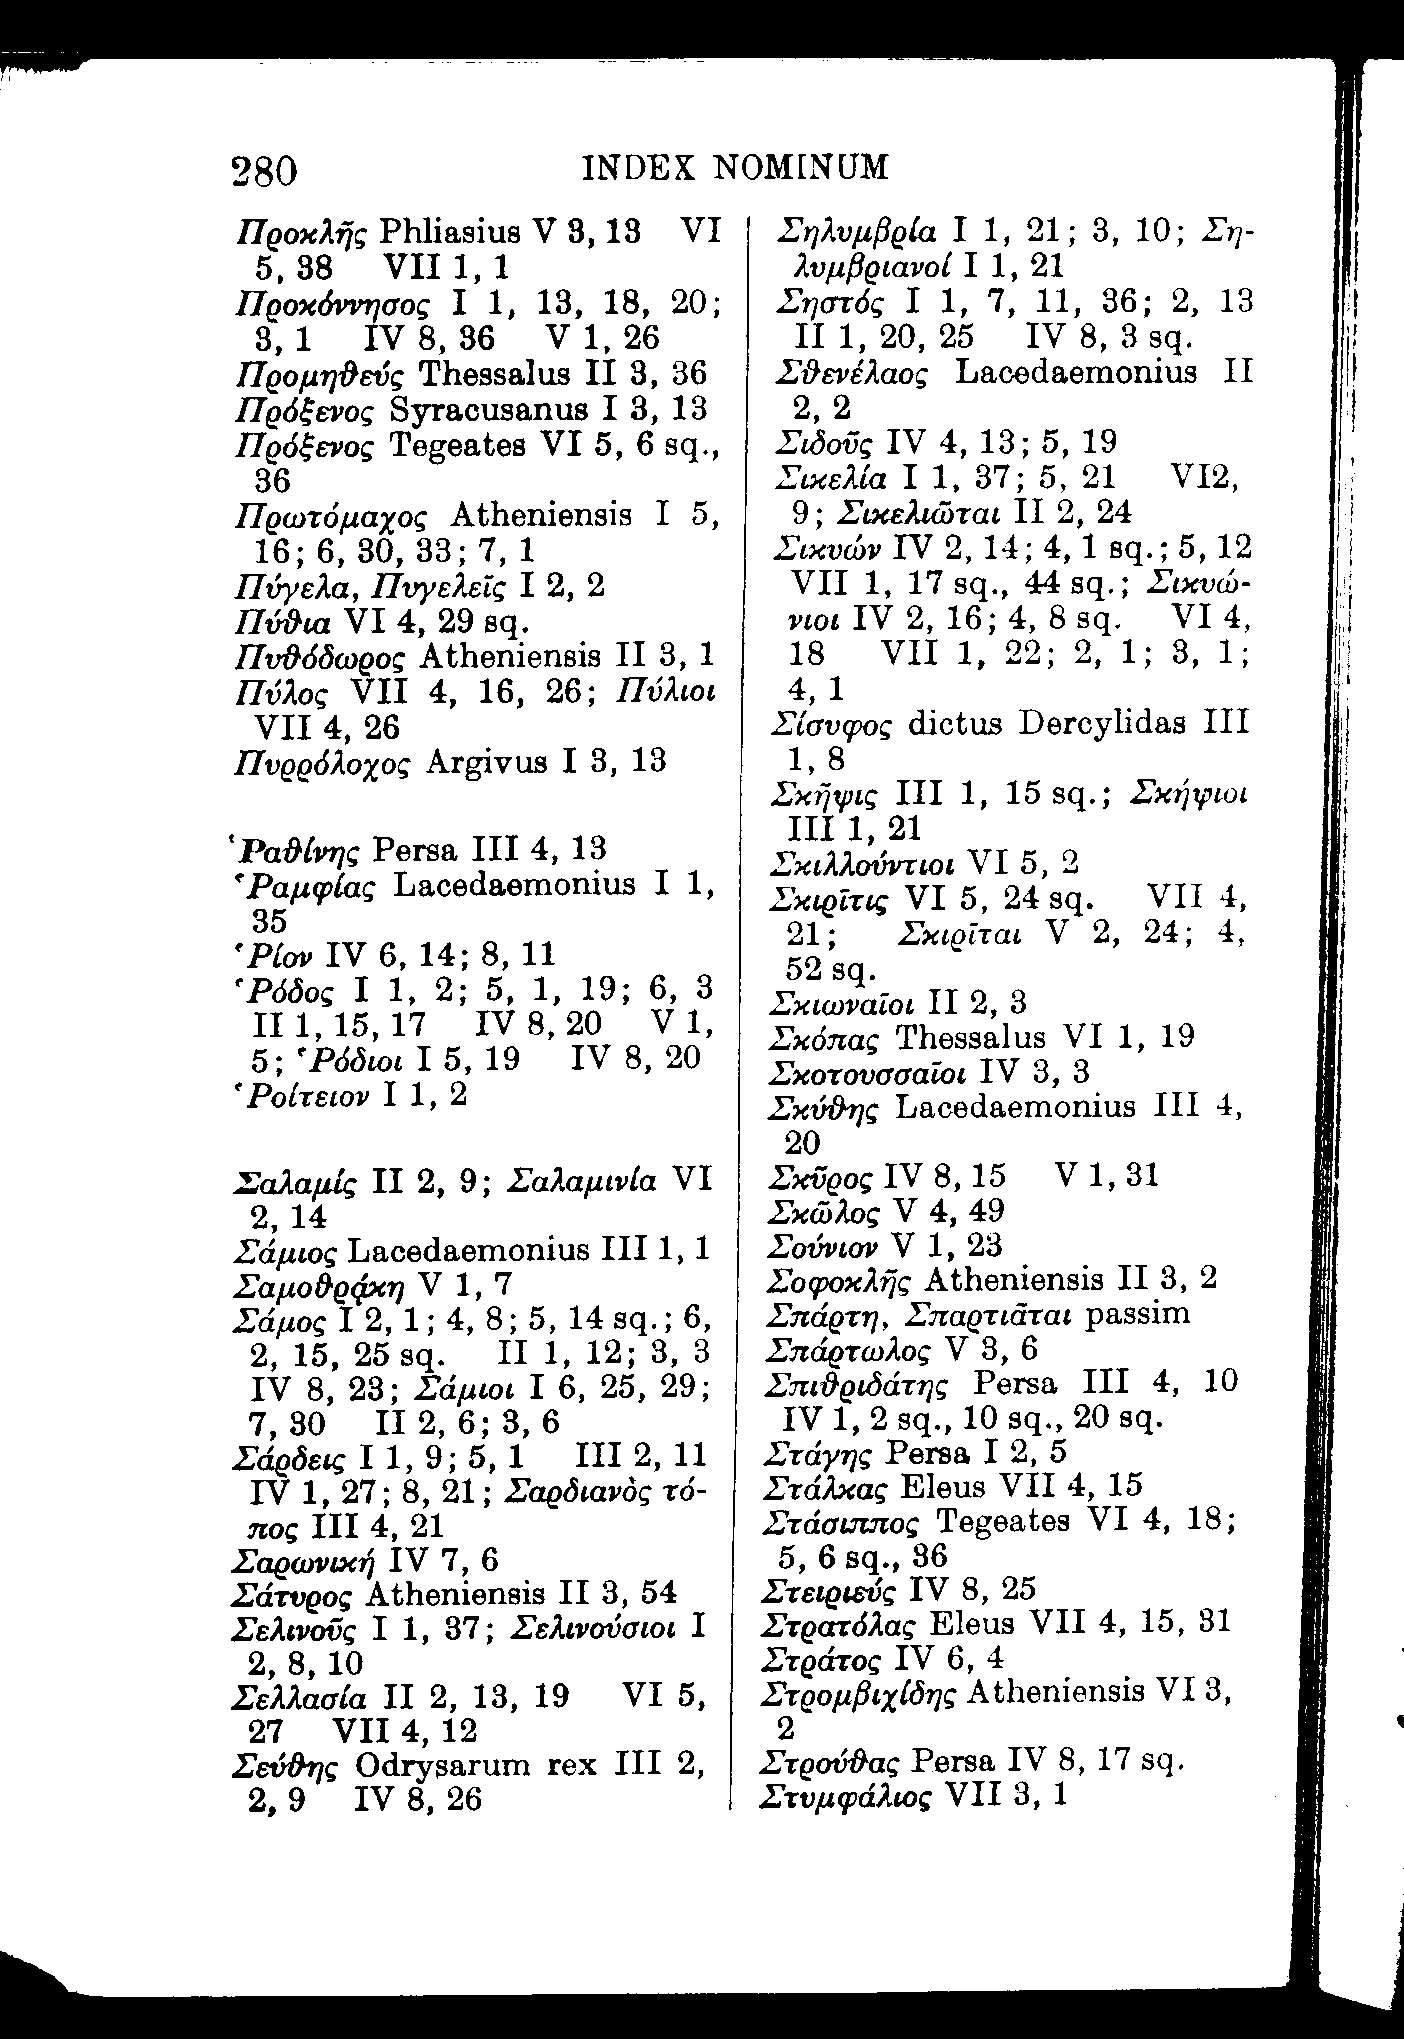 280 INDEX NOMINUM
Προκλῆς Phliasius V 3, 13 VI
5, 38 VII 1, 1
Προκόννησος I 1, 13, 18, 20;
3, 1 IV 8, 36 V 1, 26
Προμηθεύς Thessalus II 3, 36
Πρόξενος Syracusanus I 3, 13
Πρόξενος Tegeates VI 5, 6 sq.,
36
Πρωτόμαχος Atheniensis I 5,
16; 6, 30, 33; 7, 1
Πύγελα, Πυγελεῖς I 2, 2
Πύθια VI 4, 29 sq.
Πυθόδωρος Atheniensis II 3, 1
Πύλος VII 4, 16, 26; Πύλιοι
VII 4, 26
Πυρρόλοχος Argivus I 3, 13
Ῥαθίνης Persa III 4, 13
Ῥαμφίας Lacedaemonius I 1,
35
Ῥίον IV 6, 14; 8, 11
Ῥόδος I 1, 2; 5, 1, 19; 6, 3
II 1, 15, 17 IV 8, 20 V 1,
5; Ῥόδιοι I 5, 19 IV 8, 20
Ῥοίτειον I 1, 2
Σαλαμίς II 2, 9; Σαλαμινία VI
2, 14
Σάμιος Lacedaemonius III 1, 1
Σαμοθρᾴκη V 1, 7
Σάμος I 2, 1; 4, 8; 5, 14 sq.; 6,
2, 15, 25 sq. II 1, 12; 3, 3
IV 8, 23; Σάμιοι I 6, 25, 29;
7, 30 II 2, 6; 3, 6
Σάρδεις I 1, 9; 5, 1 III 2, 11
IV 1, 27; 8, 21; Σαρδιανὸς τό-
πος III 4, 21
Σαρωνική IV 7, 6
Σάτυρος Atheniensis II 3, 54
Σελινοῦς I 1, 37; Σελινούσιοι I
2, 8, 10
Σελλασία II 2, 13, 19 VI 5,
27 VII 4, 12
Σεύθης Odrysarum rex III 2,
2, 9 IV 8, 26
Σηλυμβρία I 1, 21; 3, 10; Ση-
λυμβριανοί I 1, 21
Σηστός I 1, 7, 11, 36; 2, 13
II 1, 20, 25 IV 8, 3 sq.
Σθενέλαος Lacedaemonius II
2, 2
Σιδοῦς IV 4, 13; 5, 19
Σικελία I 1, 37; 5, 21 VI2,
9; Σικελιῶται II 2, 24
Σικυών IV 2, 14; 4, 1 sq.; 5, 12
VII 1, 17 sq., 44 sq.; Σικυώ-
νιοι IV 2, 16; 4, 8 sq. VI 4,
18 VII 1, 22; 2, 1; 3, 1;
4, 1
Σίσυφος dictus Dercylidas III
1, 8
Σκῆψις III 1, 15 sq.; Σκήψιοι
III 1, 21
Σκιλλούντιοι VI 5, 2
Σκιρῖτις VI 5, 24 sq. VII 4,
21; Σκιρῖται V 2, 24; 4,
52 sq.
Σκιωναῖοι II 2, 3
Σκόπας Thessalus VI 1, 19
Σκοτουσσαῖοι IV 3, 3
Σκύθης Lacedaemonius III 4,
20
Σκῦρος IV 8, 15 V 1, 31
Σκῶλος V 4, 49
Σούνιον V 1, 23
Σοφοκλῆς Atheniensis II 3, 2
Σπάρτη, Σπαρτιᾶται passim
Σπάρτωλος V 3, 6
Σπιθριδάτης Persa III 4, 10
IV 1, 2 sq., 10 sq., 20 sq.
Στάγης Persa I 2, 5
Στάλκας Eleus VII 4, 15
Στάσιππος Tegeates VI 4, 18;
5, 6 sq., 36
Στειριεύς IV 8, 25
Στρατόλας Eleus VII 4, 15, 31
Στράτος IV 6, 4
Στρομβιχίδης Atheniensis VI 3,
2
Στρούθας Persa IV 8, 17 sq.
Στυμφάλιος VII 3, 1